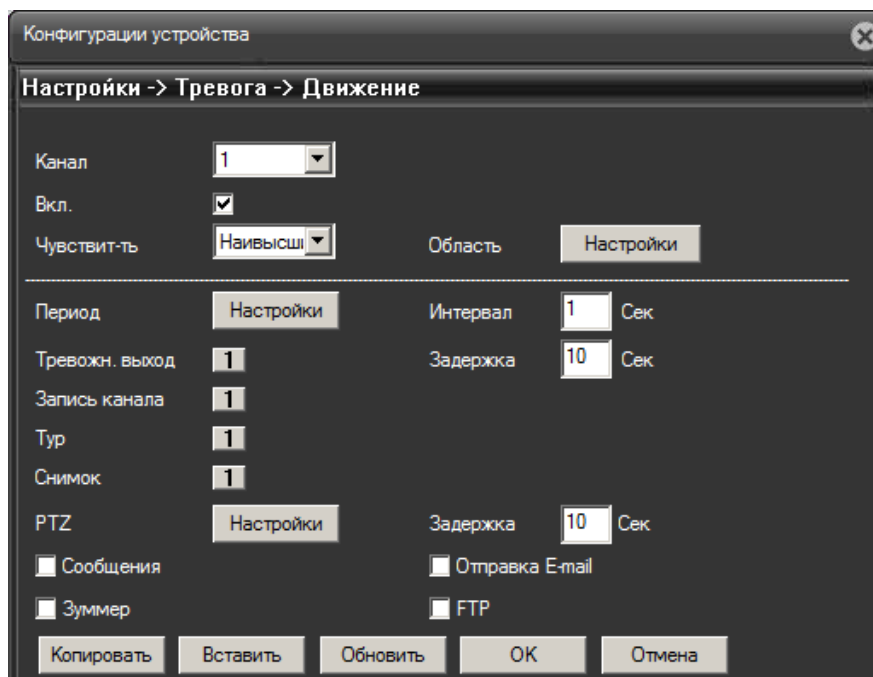 Конфигурации устройства
Настройки -> Тревога -> Движение
Канал 1
Вкл.
Чувствит-ть Наивысш Область Настройки
Период Настройки Интервал 1 Сек
Тревожн. выход 1 Задержка 10 Сек
Запись канала 1
Тур 1
Снимок 1
PTZ Настройки Задержка 10 Сек
Сообщения Отправка E-mail
Зуммер FTP
Копировать Вставить Обновить OK Отмена